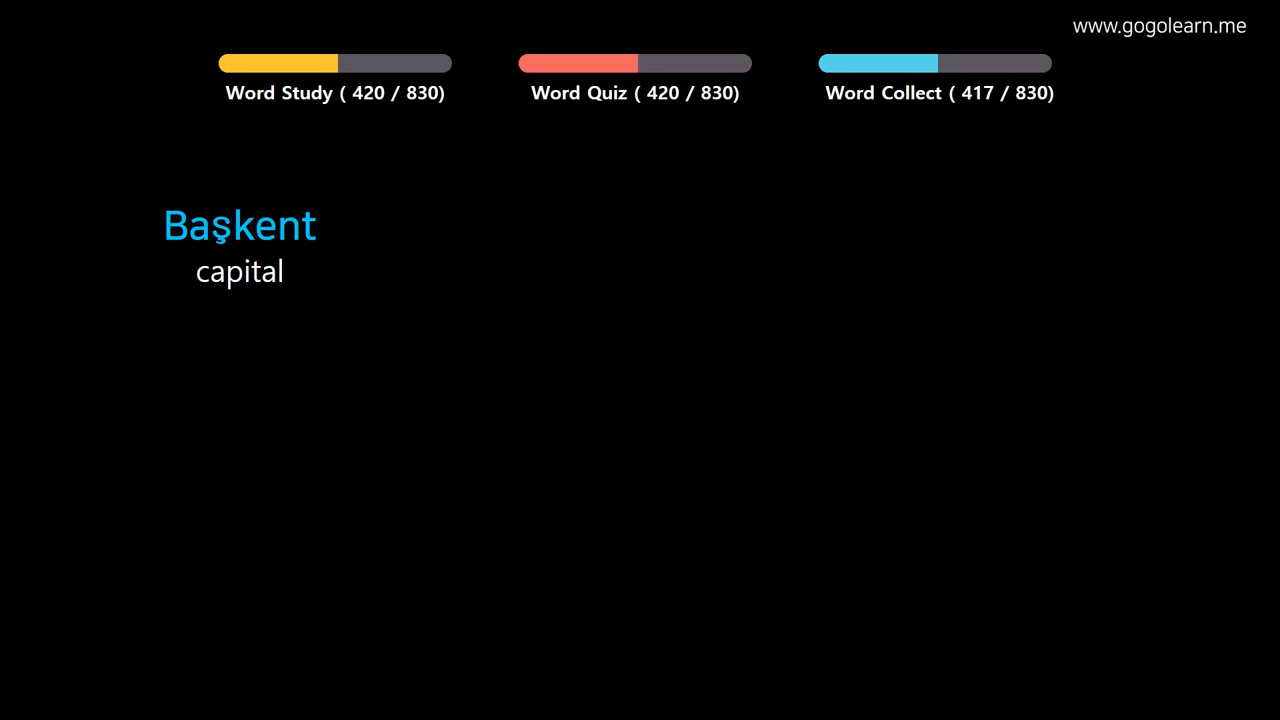 www.gogolearn.me
Word Study ( 420 / 830)
Word Quiz ( 420 / 830)
Word Collect ( 417 / 830)
Başkent
capital